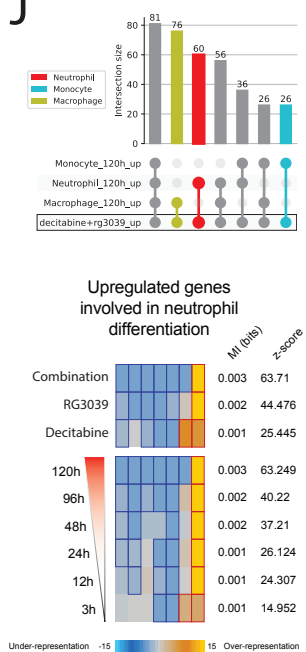 J
81
76
60
56
36
26
26
80
60
40
20
0
Intersection size
Neutrophil
Monocyte
Macrophage
Monocyte_120h_up
Neutrophil_120h_up
Macrophage_120h_up
decitabine+rg3039_up
Upregulated genes
involved in neutrophil
differentiation
MI (bits)
z-score
Combination 0.003 63.71
RG3039 0.002 44.476
Decitabine 0.001 25.445
120h 0.003 63.249
96h 0.002 40.22
48h 0.002 37.21
24h 0.001 26.124
12h 0.001 24.307
3h 0.001 14.952
Under-representation -15 15 Over-representation